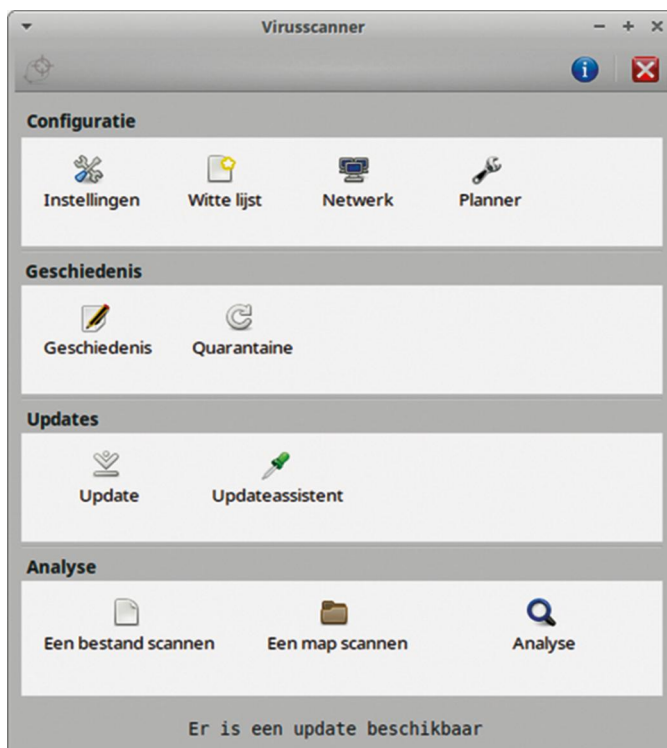 Virusscanner
Configuratie
Instellingen Witte lijst Netwerk Planner
Geschiedenis
Geschiedenis Quarantaine
Updates
Update Updateassistent
Analyse
Een bestand scannen Een map scannen Analyse
Er is een update beschikbaar